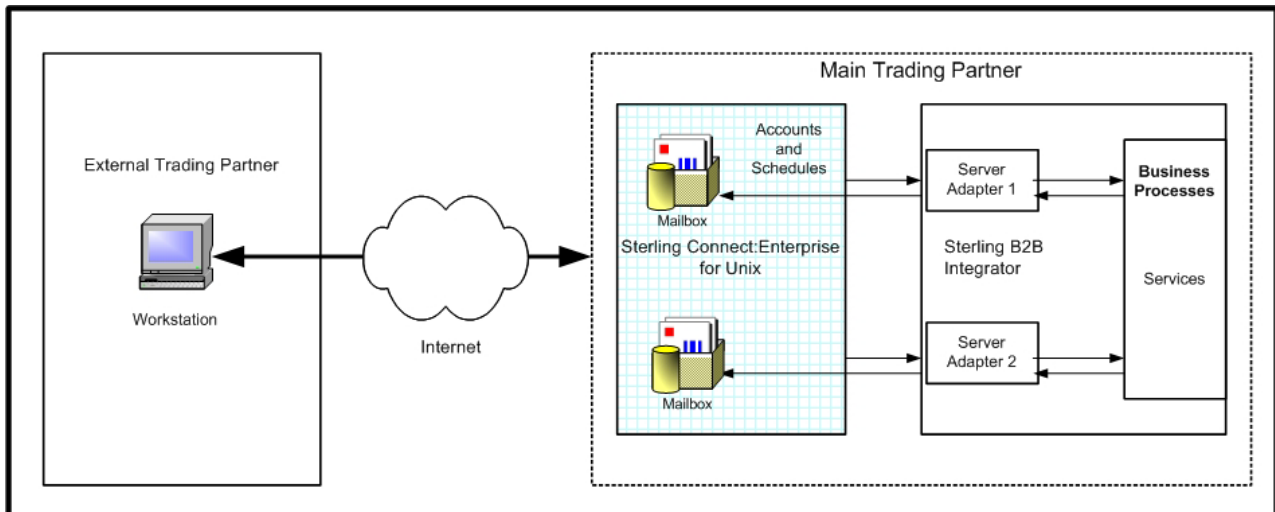 External Trading Partner
Workstation
Internet
Main Trading Partner
Accounts
and
Schedules
Mailbox
Sterling Connect:Enterprise
for Unix
Mailbox
Server
Adapter 1
Sterling B2B
Integrator
Server
Adapter 2
Business
Processes
Services